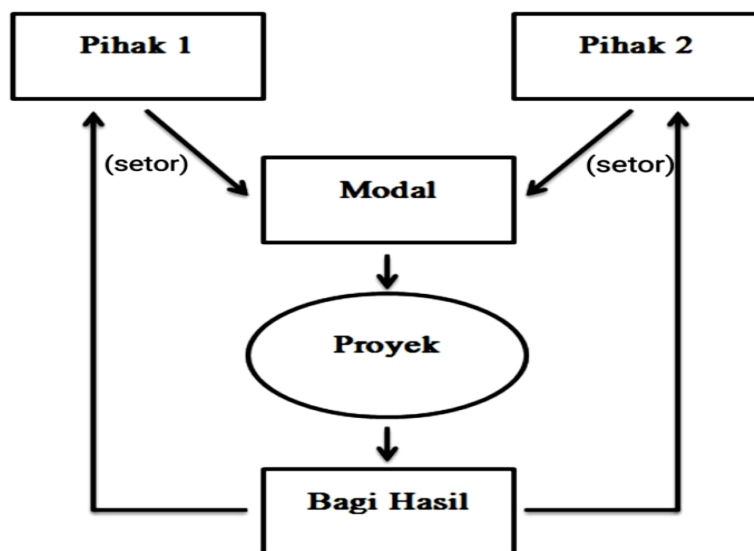 Pihak 1
Pihak 2
(setor)
(setor)
Modal
Proyek
Bagi Hasil